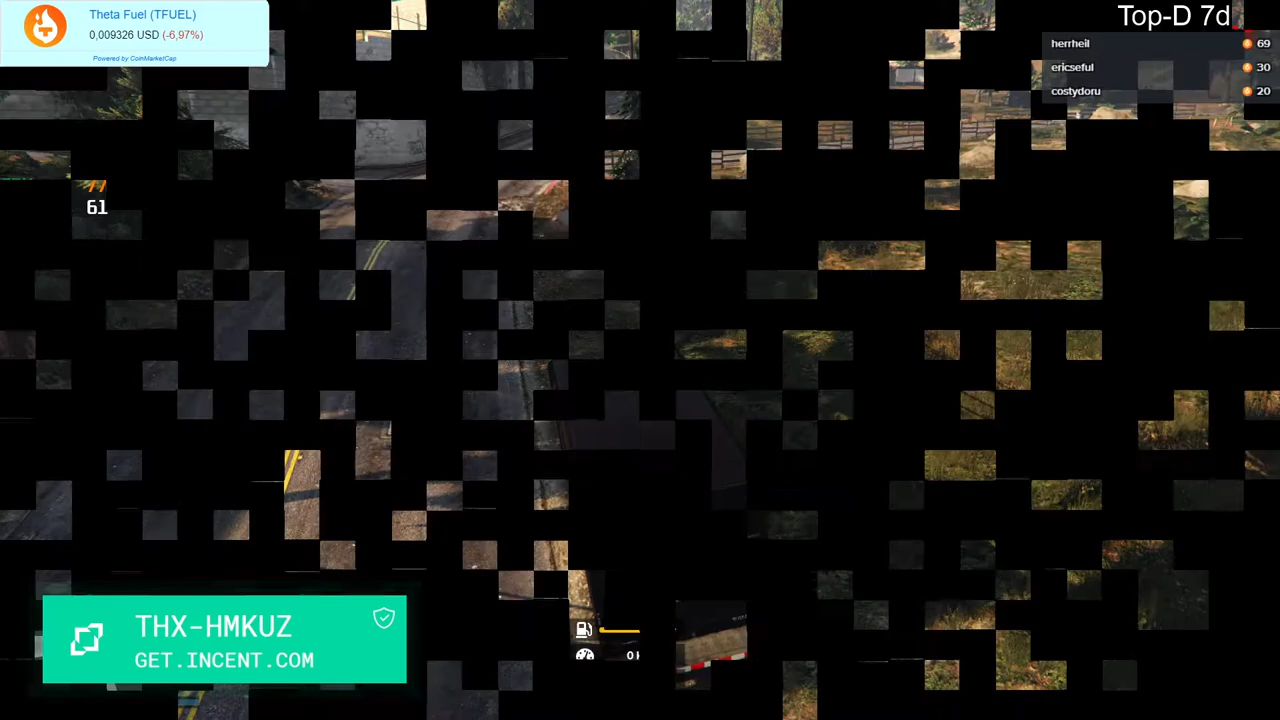 Theta Fuel (TFUEL)
0,009326 USD (-6,97%)
Powered by CoinMarketCap
Top-D 7d
herrheil 69
ericseful 30
costydoru 20
61
THX-HMKUZ
GET.INCENT.COM
0